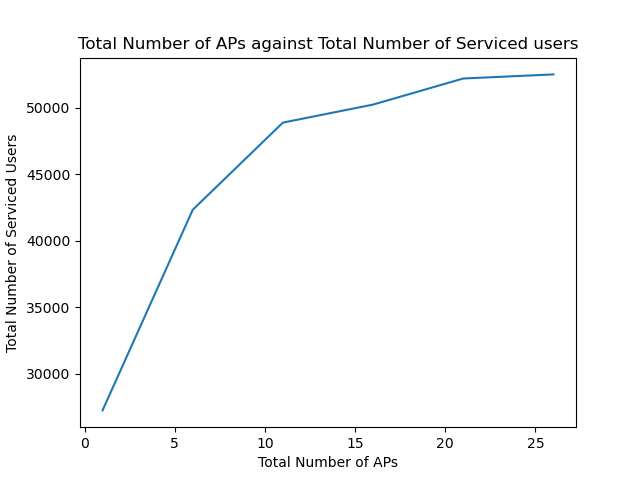 Total Number of APs against Total Number of Serviced users
50000
45000
40000
35000
30000
Total Number of Serviced Users
0 5 10 15 20 25
Total Number of APs